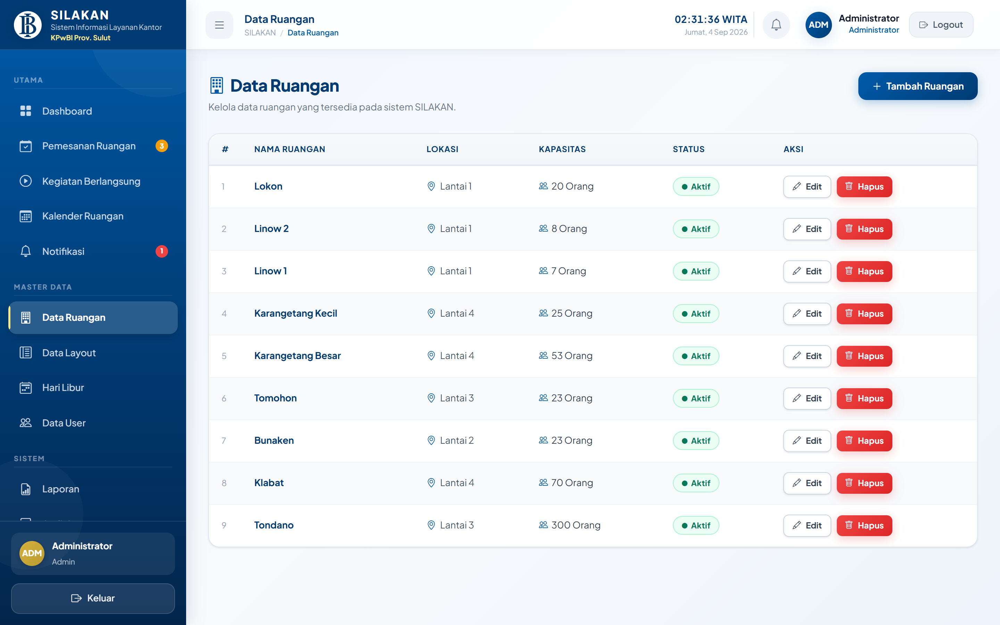 SILAKAN
Sistem Informasi Layanan Kantor
KPwBI Prov. Sulut
UTAMA
Dashboard
Pemesanan Ruangan 3
Kegiatan Berlangsung
Kalender Ruangan
Notifikasi 1
MASTER DATA
Data Ruangan
Data Layout
Hari Libur
Data User
SISTEM
Laporan
ADM Administrator
Admin
Keluar
Data Ruangan
SILAKAN / Data Ruangan
02:31:36 WITA
Jumat, 4 Sep 2026
ADM Administrator
Administrator
Logout
Data Ruangan
Kelola data ruangan yang tersedia pada sistem SILAKAN.
+ Tambah Ruangan
# NAMA RUANGAN LOKASI KAPASITAS STATUS AKSI
1 Lokon Lantai 1 20 Orang Aktif Edit Hapus
2 Linow 2 Lantai 1 8 Orang Aktif Edit Hapus
3 Linow 1 Lantai 1 7 Orang Aktif Edit Hapus
4 Karangetang Kecil Lantai 4 25 Orang Aktif Edit Hapus
5 Karangetang Besar Lantai 4 53 Orang Aktif Edit Hapus
6 Tomohon Lantai 3 23 Orang Aktif Edit Hapus
7 Bunaken Lantai 2 23 Orang Aktif Edit Hapus
8 Klabat Lantai 4 70 Orang Aktif Edit Hapus
9 Tondano Lantai 3 300 Orang Aktif Edit Hapus